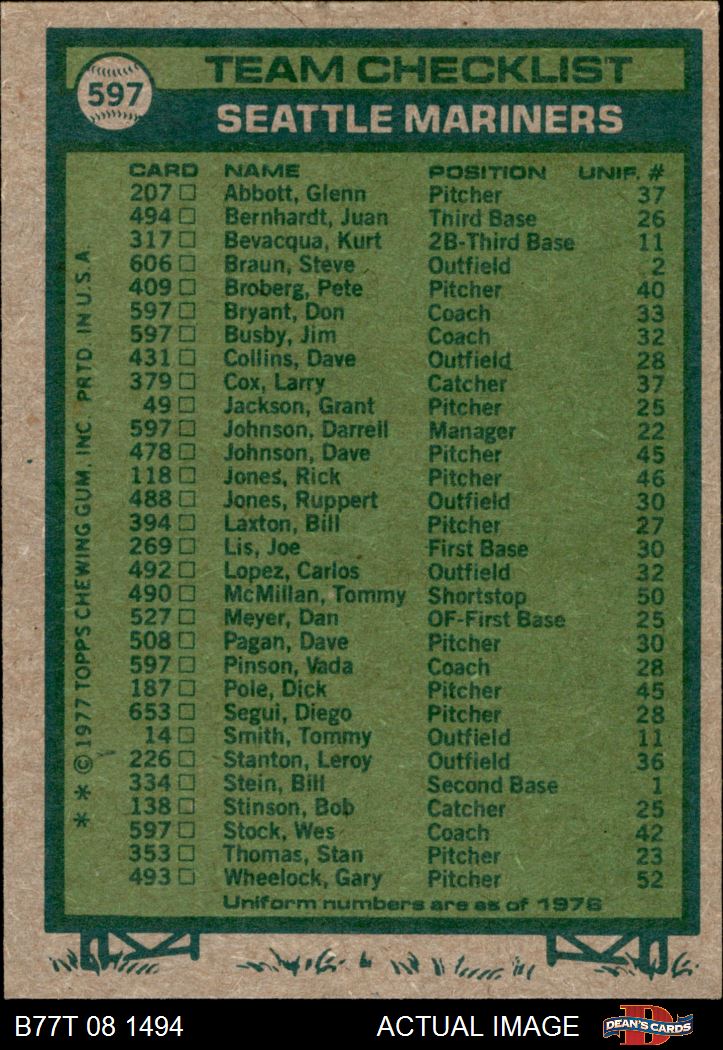 597
TEAM CHECKLIST
SEATTLE MARINERS
CARD NAME POSITION UNIF. #
207 Abbott, Glenn Pitcher 37
494 Bernhardt, Juan Third Base 26
317 Bevacqua, Kurt 2B-Third Base 11
606 Braun, Steve Outfield 2
409 Broberg, Pete Pitcher 40
597 Bryant, Don Coach 33
597 Busby, Jim Coach 32
431 Collins, Dave Outfield 28
379 Cox, Larry Catcher 37
49 Jackson, Grant Pitcher 25
597 Johnson, Darrell Manager 22
478 Johnson, Dave Pitcher 45
118 Jones, Rick Pitcher 46
488 Jones, Ruppert Outfield 30
394 Laxton, Bill Pitcher 27
269 Lis, Joe First Base 30
492 Lopez, Carlos Outfield 32
490 McMillan, Tommy Shortstop 50
527 Meyer, Dan OF-First Base 25
508 Pagan, Dave Pitcher 30
597 Pinson, Vada Coach 28
187 Pole, Dick Pitcher 45
653 Segui, Diego Pitcher 28
14 Smith, Tommy Outfield 11
226 Stanton, Leroy Outfield 36
334 Stein, Bill Second Base 1
138 Stinson, Bob Catcher 25
597 Stock, Wes Coach 42
353 Thomas, Stan Pitcher 23
493 Wheelock, Gary Pitcher 52
Uniform numbers are as of 1976
* * © 1977 TOPPS CHEWING GUM, INC. PRTD. IN U.S.A.
B77T 08 1494 ACTUAL IMAGE D DEAN'S CARDS